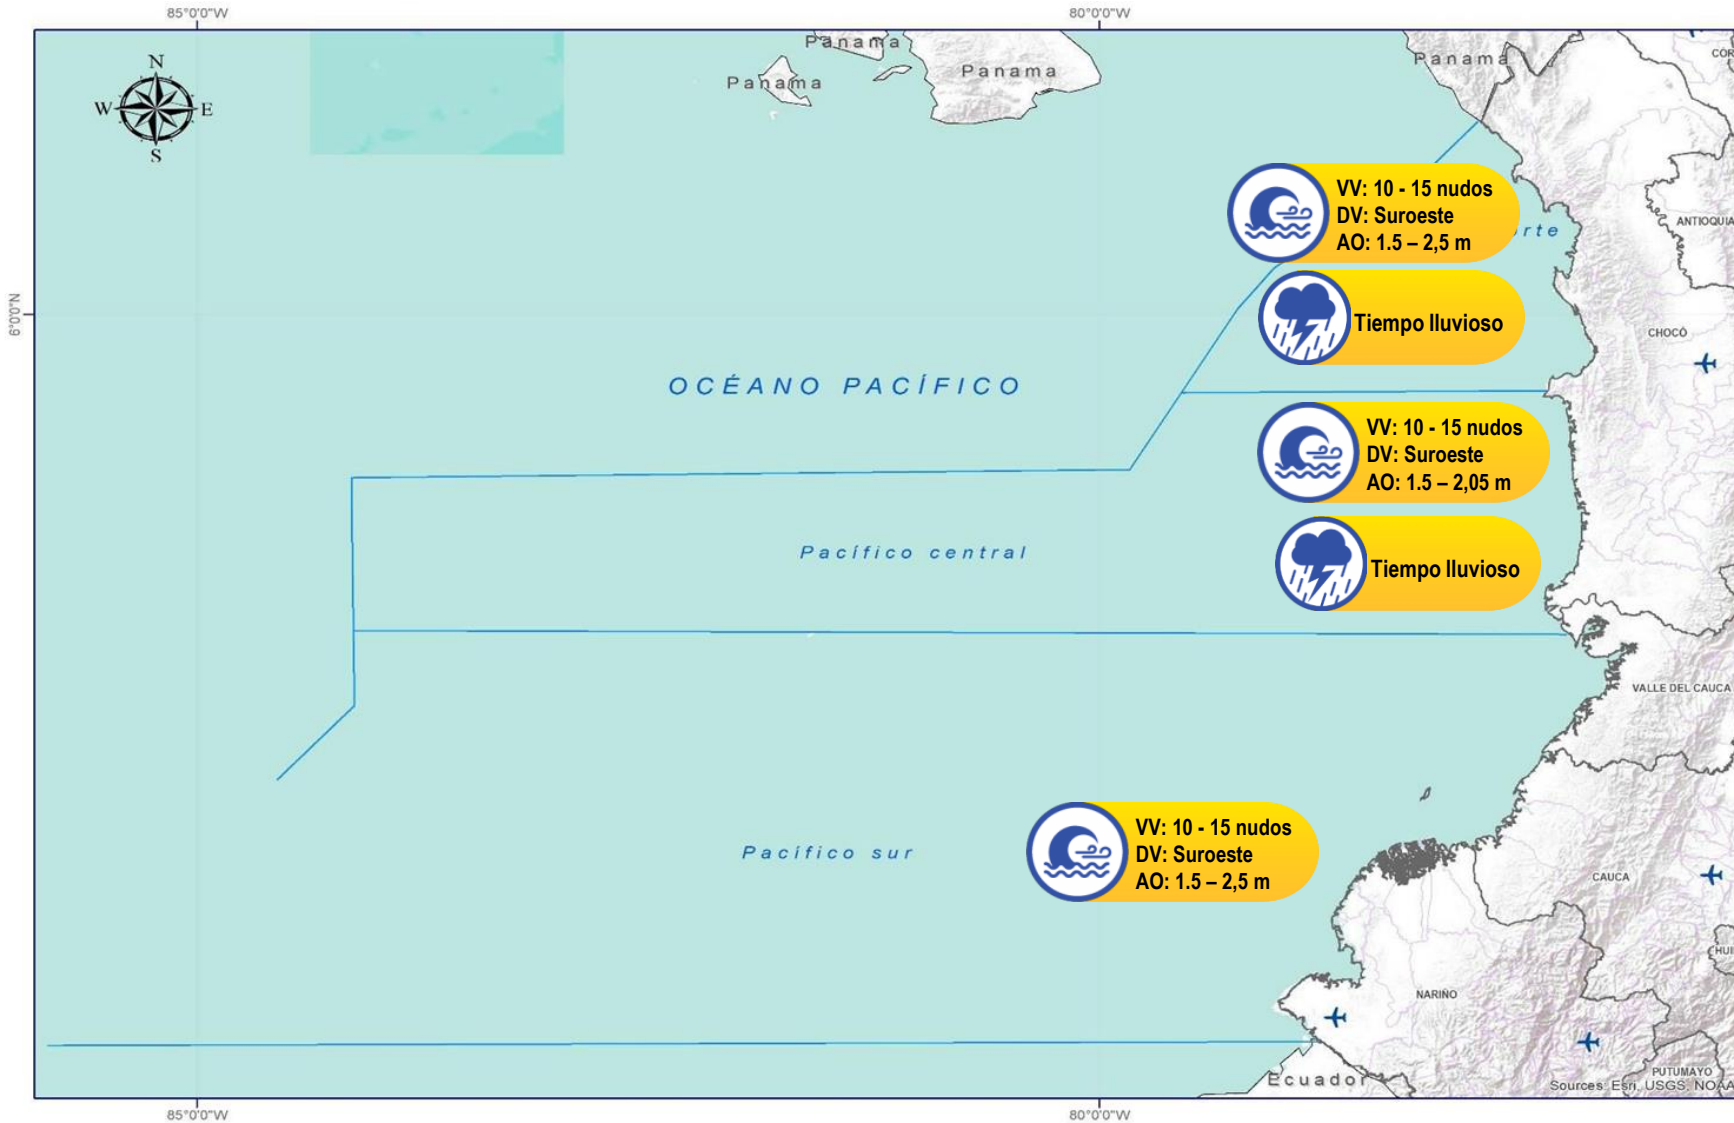 85°0'0"W
80°0'0"W
Panama
Panama
Panama
Panama
N
W
E
S
ANTIOQUIA
VV: 10 - 15 nudos
DV: Suroeste
AO: 1.5 – 2,5 m
orte
6°0'0"N
Tiempo lluvioso
CHOCÓ
OCÉANO PACÍFICO
VV: 10 - 15 nudos
DV: Suroeste
AO: 1.5 – 2,05 m
Pacífico central
Tiempo lluvioso
VALLE DEL CAUCA
Pacífico sur
VV: 10 - 15 nudos
DV: Suroeste
AO: 1.5 – 2,5 m
CAUCA
HUI
NARIÑO
PUTUMAYO
Ecuador
Sources: Esri, USGS, NOAA
85°0'0"W
80°0'0"W